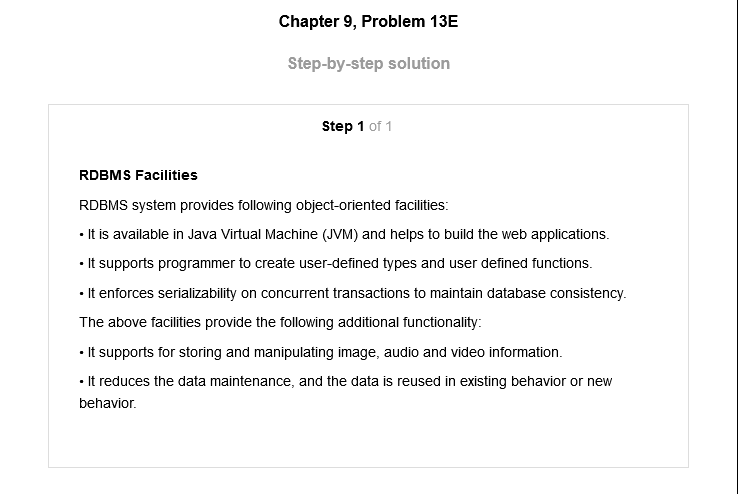 Chapter 9, Problem 13E
Step-by-step solution
Step 1 of 1
RDBMS Facilities
RDBMS system provides following object-oriented facilities:
• It is available in Java Virtual Machine (JVM) and helps to build the web applications.
• It supports programmer to create user-defined types and user defined functions.
• It enforces serializability on concurrent transactions to maintain database consistency.
The above facilities provide the following additional functionality:
• It supports for storing and manipulating image, audio and video information.
• It reduces the data maintenance, and the data is reused in existing behavior or new
behavior.